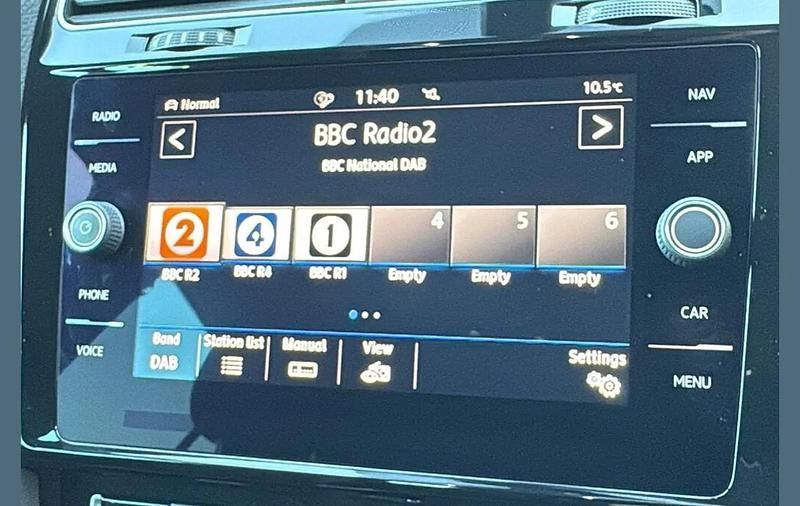 RADIO
MEDIA
PHONE
VOICE
Normal
11:40
10.5°C
<
BBC Radio2
>
BBC National DAB
2
4
1
4
5
6
BBC R2
BBC R4
BBC R1
Empty
Empty
Empty
Band
DAB
Station list
Manual
View
Settings
NAV
APP
CAR
MENU